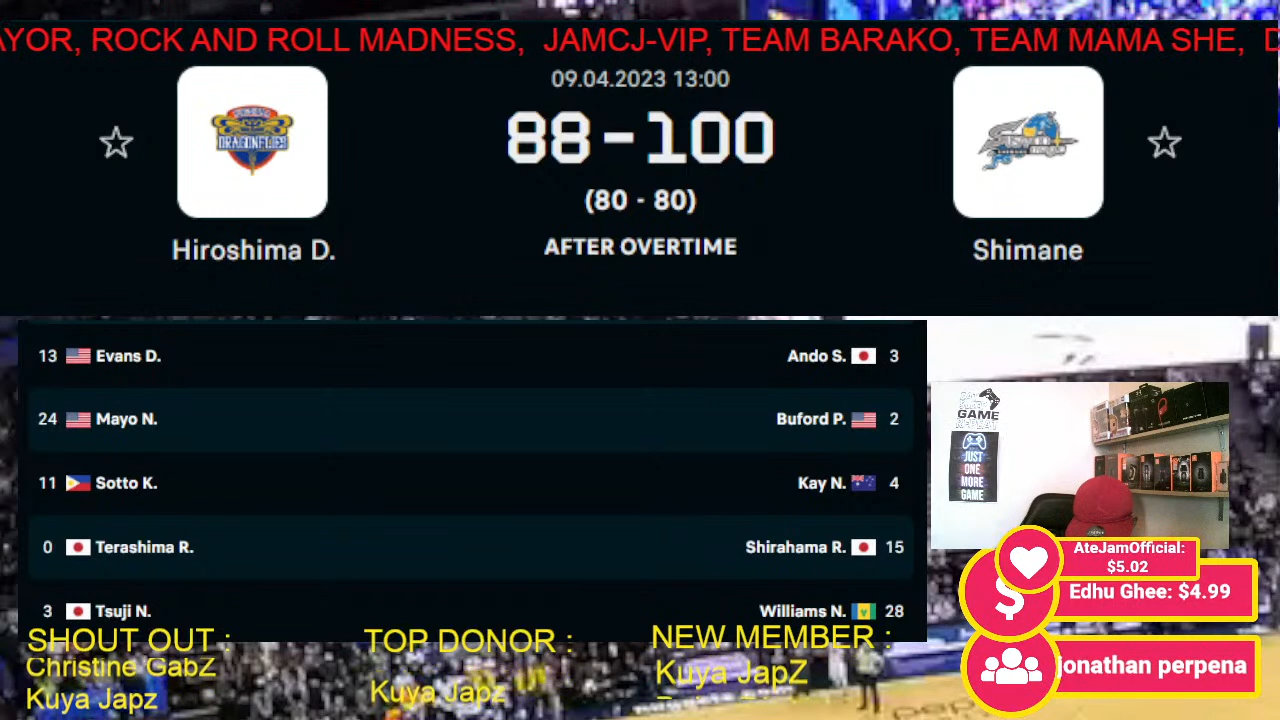 AYOR, ROCK AND ROLL MADNESS, JAMCJ-VIP, TEAM BARAKO, TEAM MAMA SHE,
09.04.2023 13:00
DRAGONFLIES
88-100
(80 - 80)
AFTER OVERTIME
Hiroshima D.
Shimane
13 Evans D.
Ando S. 3
24 Mayo N.
Buford P. 2
11 Sotto K.
Kay N. 4
0 Terashima R.
Shirahama R. 15
3 Tsuji N.
Williams N. 28
GAME
REPEAT
JUST
ONE
MORE
GAME
AteJamOfficial:
$5.02
$
Edhu Ghee: $4.99
jonathan perpena
SHOUT OUT :
Christine GabZ
Kuya Japz
TOP DONOR :
Kuya Japz
NEW MEMBER :
Kuya JapZ